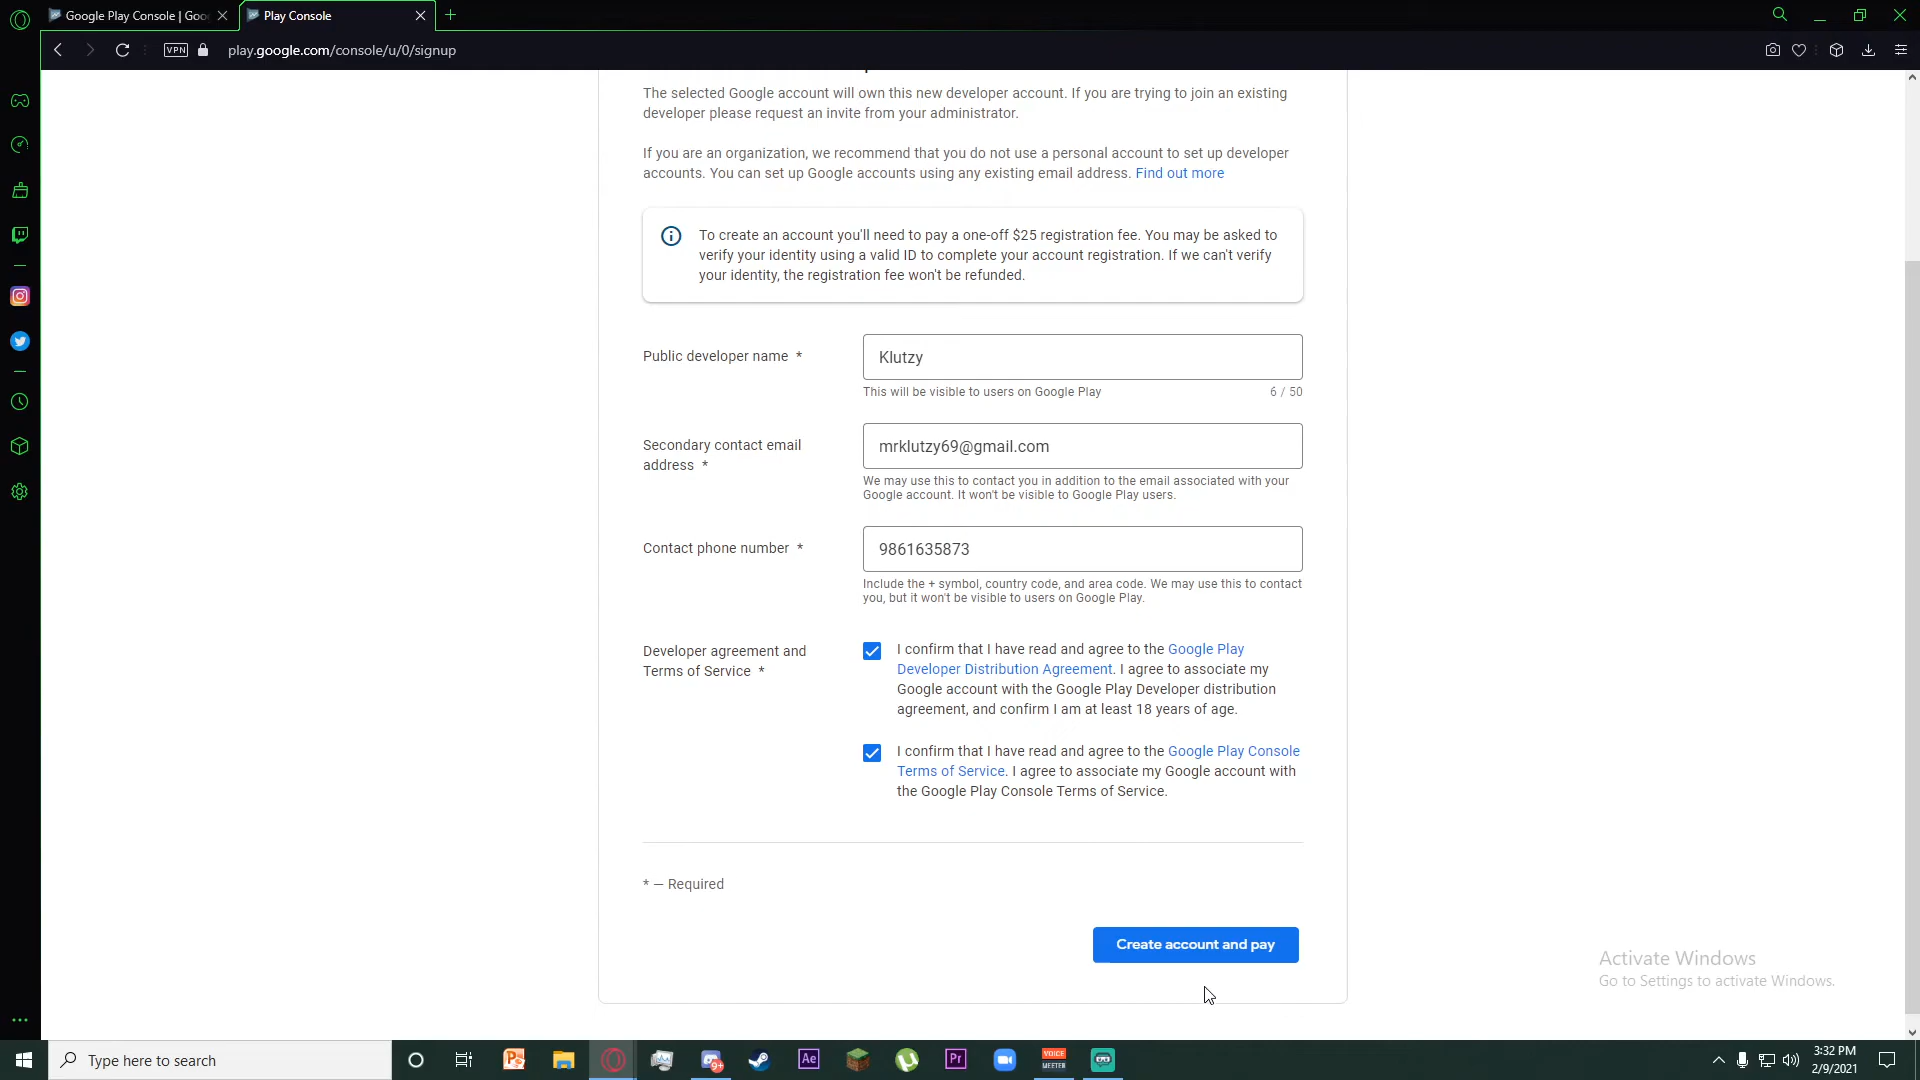 Google Play Console | Goo
Play Console
VPN
play.google.com/console/u/0/signup
The selected Google account will own this new developer account. If you are trying to join an existing
developer please request an invite from your administrator.
If you are an organization, we recommend that you do not use a personal account to set up developer
accounts. You can set up Google accounts using any existing email address. Find out more
To create an account you'll need to pay a one-off $25 registration fee. You may be asked to
verify your identity using a valid ID to complete your account registration. If we can't verify
your identity, the registration fee won't be refunded.
Public developer name *
Klutzy
This will be visible to users on Google Play
6 / 50
Secondary contact email
address *
mrklutzy69@gmail.com
We may use this to contact you in addition to the email associated with your
Google account. It won't be visible to Google Play users.
Contact phone number *
9861635873
Include the + symbol, country code, and area code. We may use this to contact
you, but it won't be visible to users on Google Play.
Developer agreement and
Terms of Service *
I confirm that I have read and agree to the Google Play
Developer Distribution Agreement. I agree to associate my
Google account with the Google Play Developer distribution
agreement, and confirm I am at least 18 years of age.
I confirm that I have read and agree to the Google Play Console
Terms of Service. I agree to associate my Google account with
the Google Play Console Terms of Service.
* — Required
Create account and pay
Activate Windows
Go to Settings to activate Windows.
Type here to search
9+
Ae
Pr
VOICE
MEETER
3:32 PM
2/9/2021